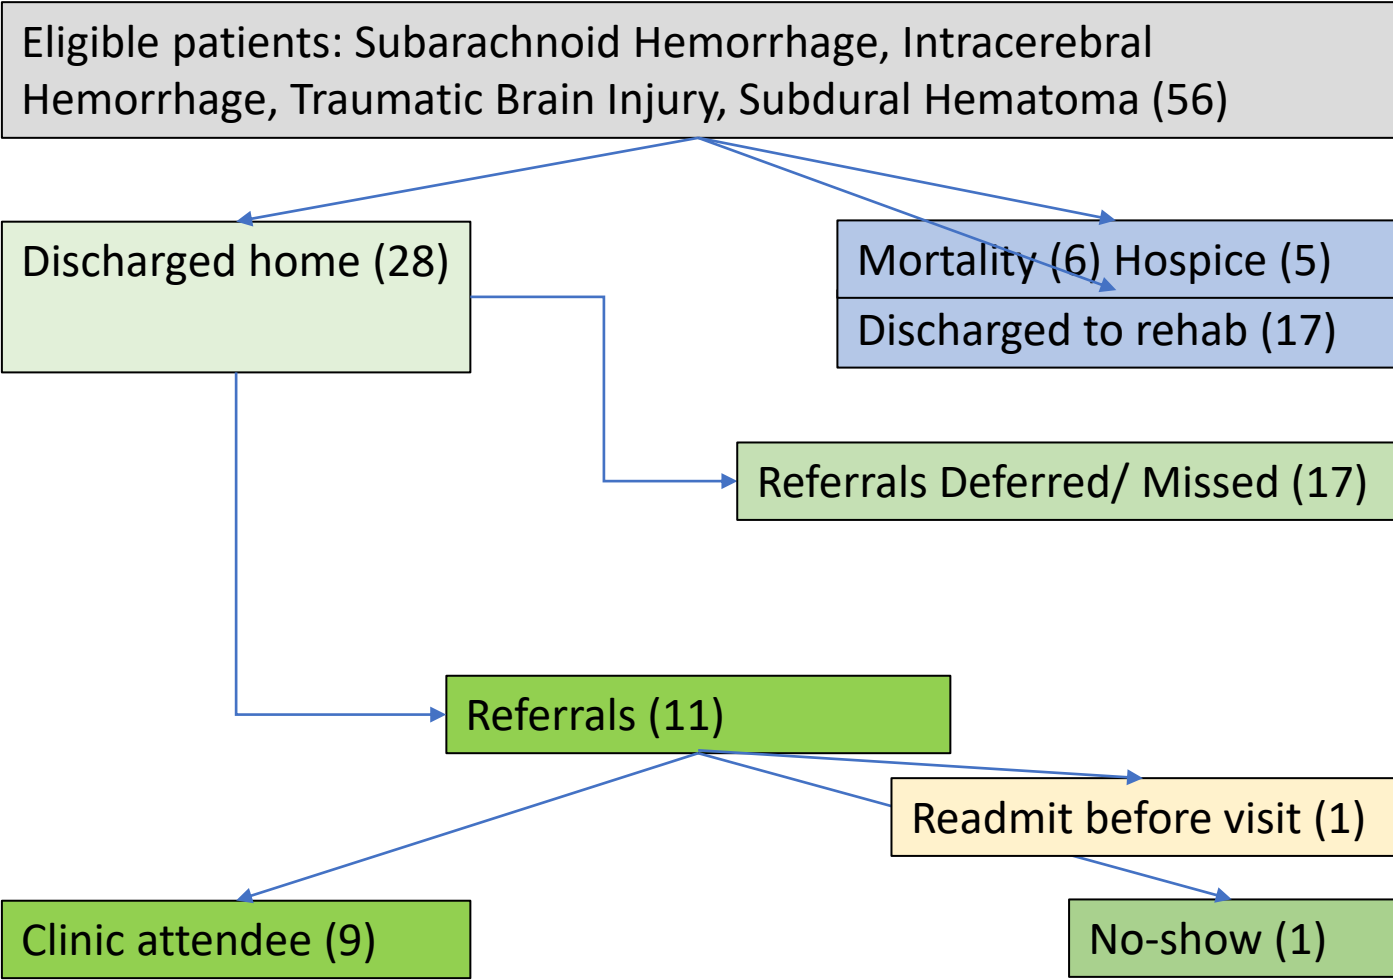 Eligible patients: Subarachnoid Hemorrhage, Intracerebral
Hemorrhage, Traumatic Brain Injury, Subdural Hematoma (56)
Discharged home (28)
Mortality (6) Hospice (5)
Discharged to rehab (17)
Referrals Deferred/ Missed (17)
Referrals (11)
Readmit before visit (1)
Clinic attendee (9)
No-show (1)